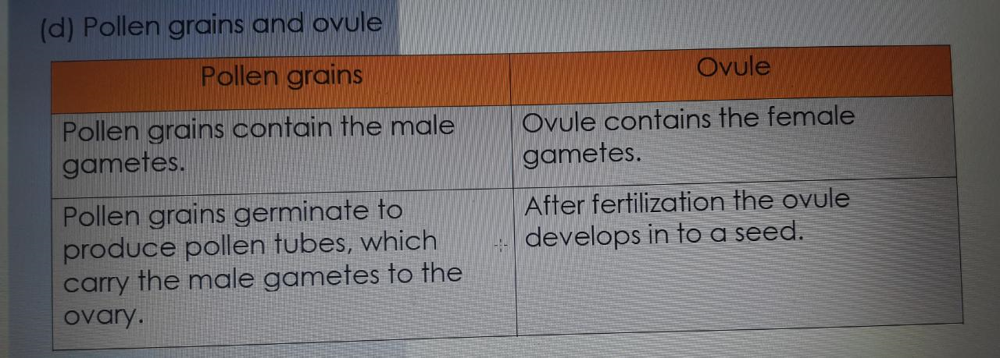 (d) Pollen grains and ovule
Pollen grains
Ovule
Pollen grains contain the male
gametes.
Ovule contains the female
gametes.
Pollen grains germinate to
produce pollen tubes, which
carry the male gametes to the
ovary.
After fertilization the ovule
develops in to a seed.